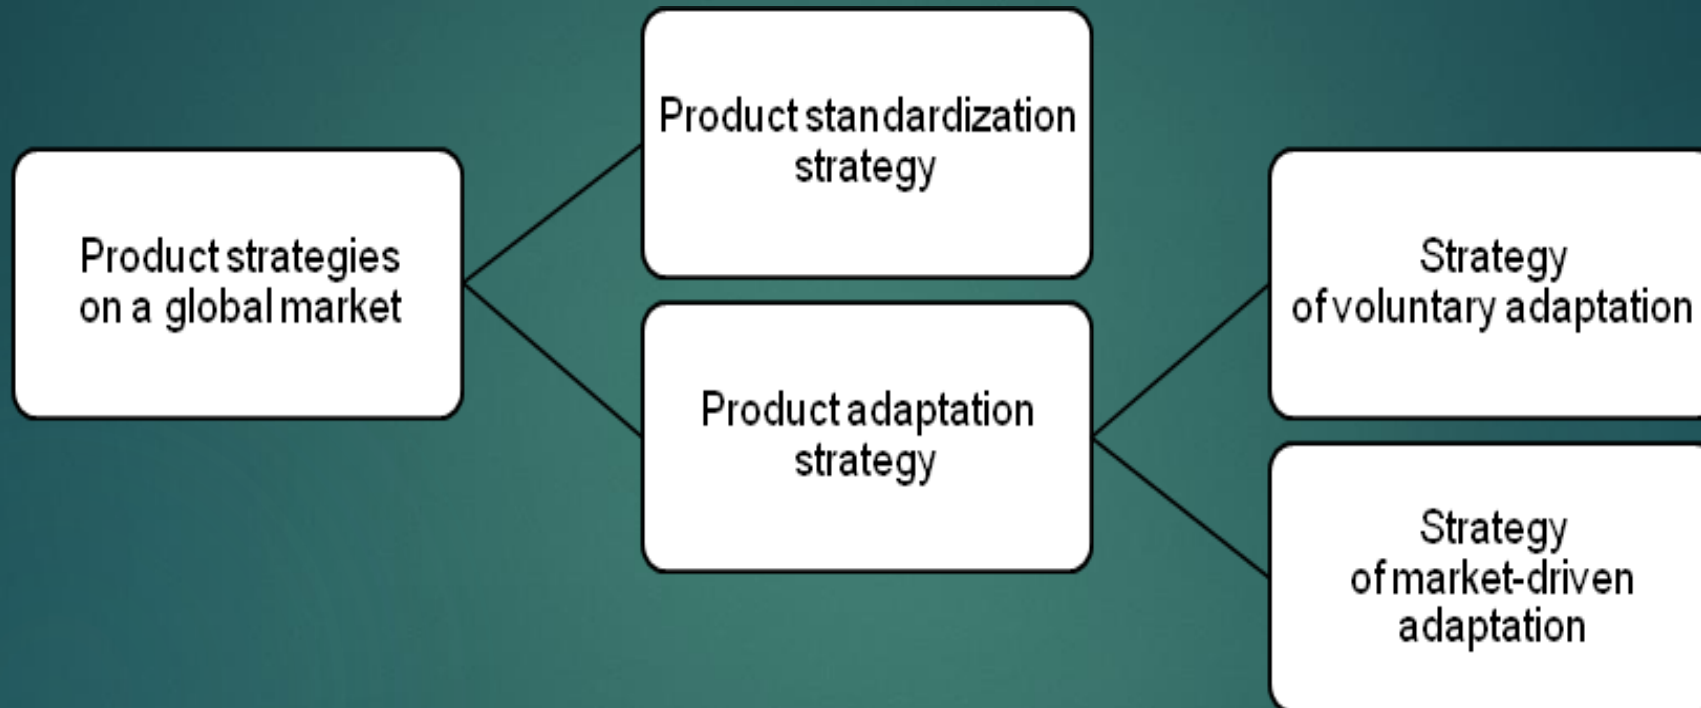 Product strategies
on a global market
Product standardization
strategy
Product adaptation
strategy
Strategy
of voluntary adaptation
Strategy
of market-driven
adaptation